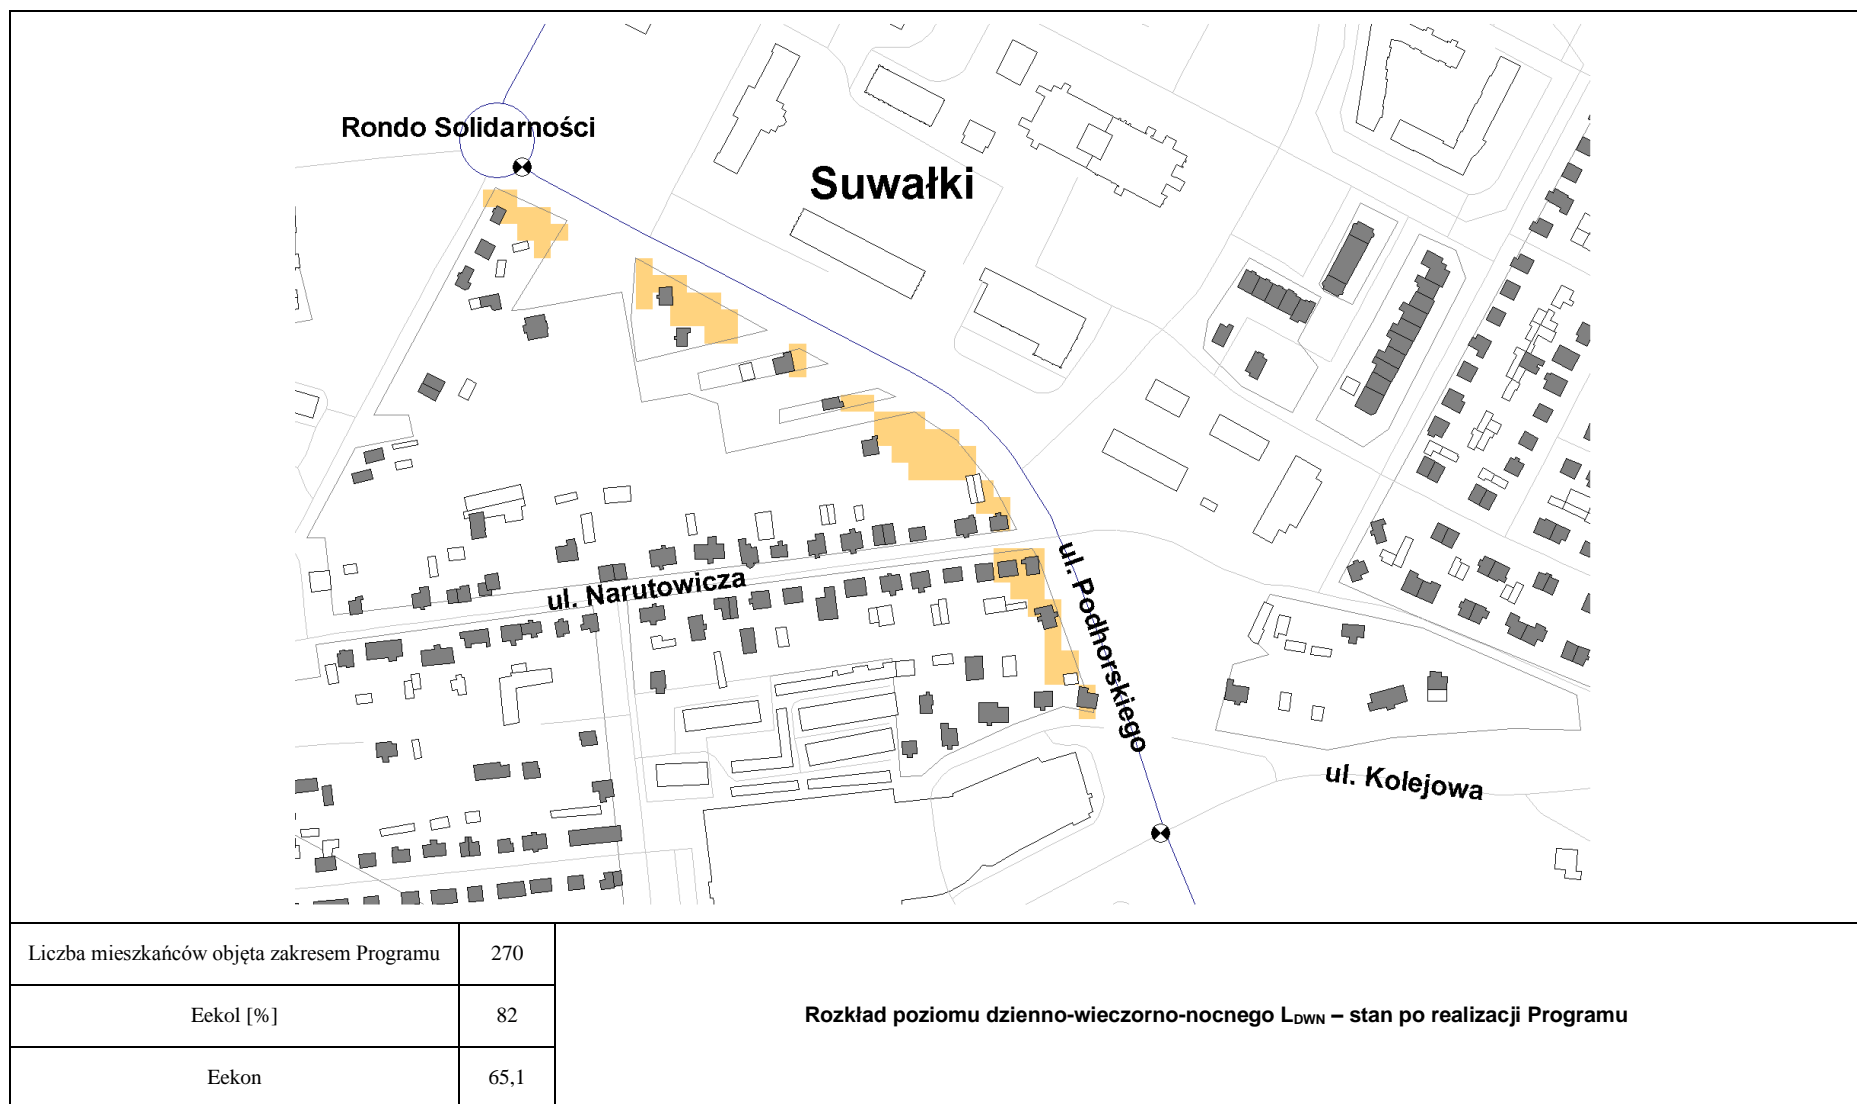 Rondo Solidarności
Suwałki
ul. Narutowicza
ul. Podhorskiego
ul. Kolejowa
Liczba mieszkańców objęta zakresem Programu 270
Eekol [%] 82
Rozkład poziomu dzienno-wieczorno-nocnego LDWN – stan po realizacji Programu
Eekon 65,1